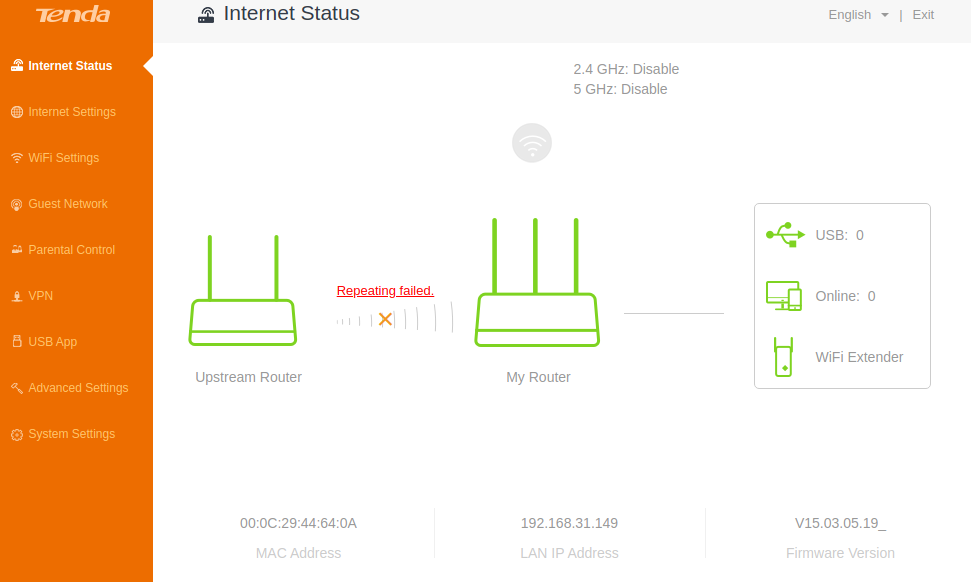 Tenda
Internet Status
English | Exit
Internet Status
Internet Settings
WiFi Settings
Guest Network
Parental Control
VPN
USB App
Advanced Settings
System Settings
2.4 GHz: Disable
5 GHz: Disable
Repeating failed.
Upstream Router
My Router
USB: 0
Online: 0
WiFi Extender
00:0C:29:44:64:0A
MAC Address
192.168.31.149
LAN IP Address
V15.03.05.19_
Firmware Version